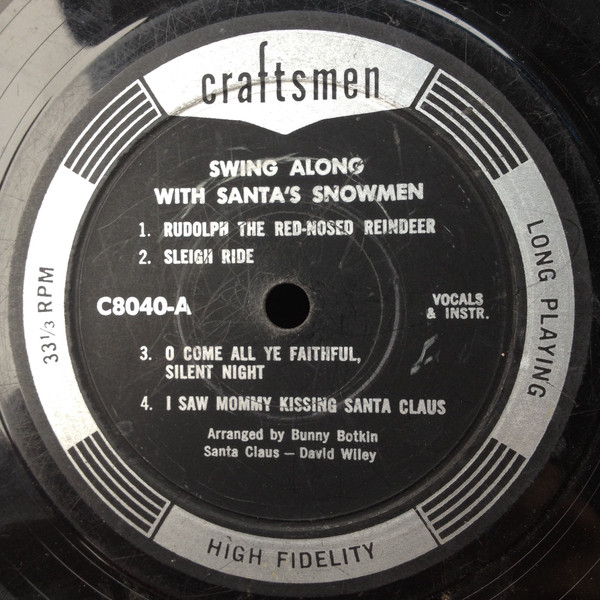 craftsmen
SWING ALONG
WITH SANTA'S SNOWMEN
1. RUDOLPH THE RED-NOSED REINDEER
2. SLEIGH RIDE
33 1/3 RPM
C8040-A
VOCALS
& INSTR.
LONG PLAYING
3. O COME ALL YE FAITHFUL,
SILENT NIGHT
4. I SAW MOMMY KISSING SANTA CLAUS
Arranged by Bunny Botkin
Santa Claus — David Wiley
HIGH FIDELITY